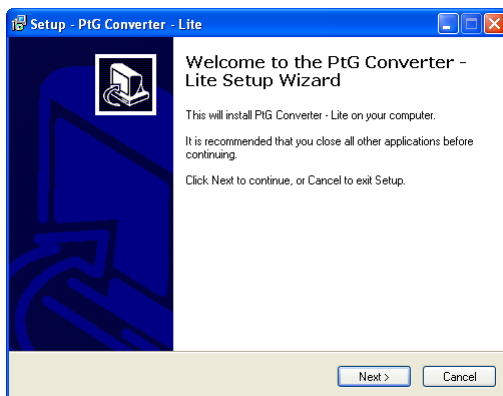 Setup - PtG Converter - Lite
Welcome to the PtG Converter -
Lite Setup Wizard
This will install PtG Converter - Lite on your computer.
It is recommended that you close all other applications before
continuing.
Click Next to continue, or Cancel to exit Setup.
Next >
Cancel